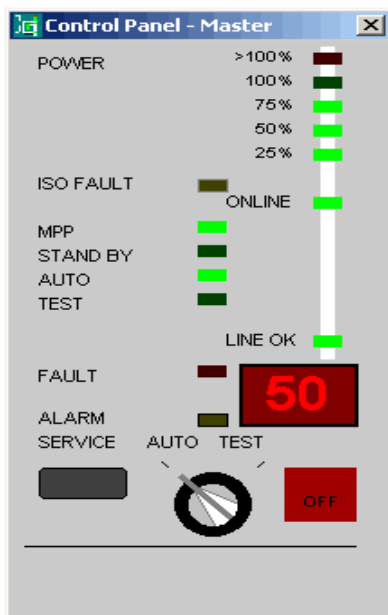 Control Panel - Master
POWER
>100%
100%
75%
50%
25%
ISO FAULT
ONLINE
MPP
STAND BY
AUTO
TEST
LINE OK
FAULT
50
ALARM
SERVICE AUTO TEST
OFF